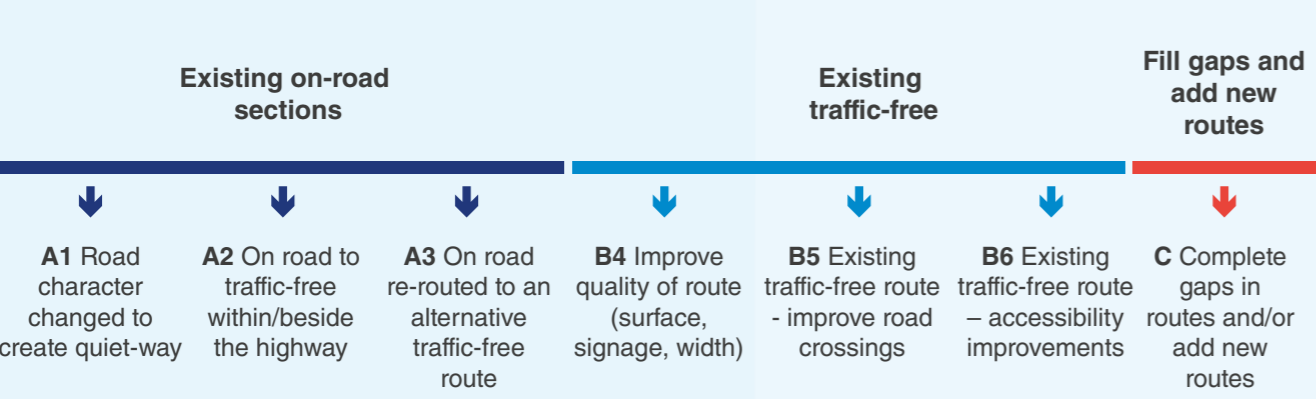 Existing on-road
sections
Existing
traffic-free
Fill gaps and
add new
routes
A1 Road
character
changed to
create quiet-way
A2 On road to
traffic-free
within/beside
the highway
A3 On road
re-routed to an
alternative
traffic-free
route
B4 Improve
quality of route
(surface,
signage, width)
B5 Existing
traffic-free route
- improve road
crossings
B6 Existing
traffic-free route
– accessibility
improvements
C Complete
gaps in
routes and/or
add new
routes